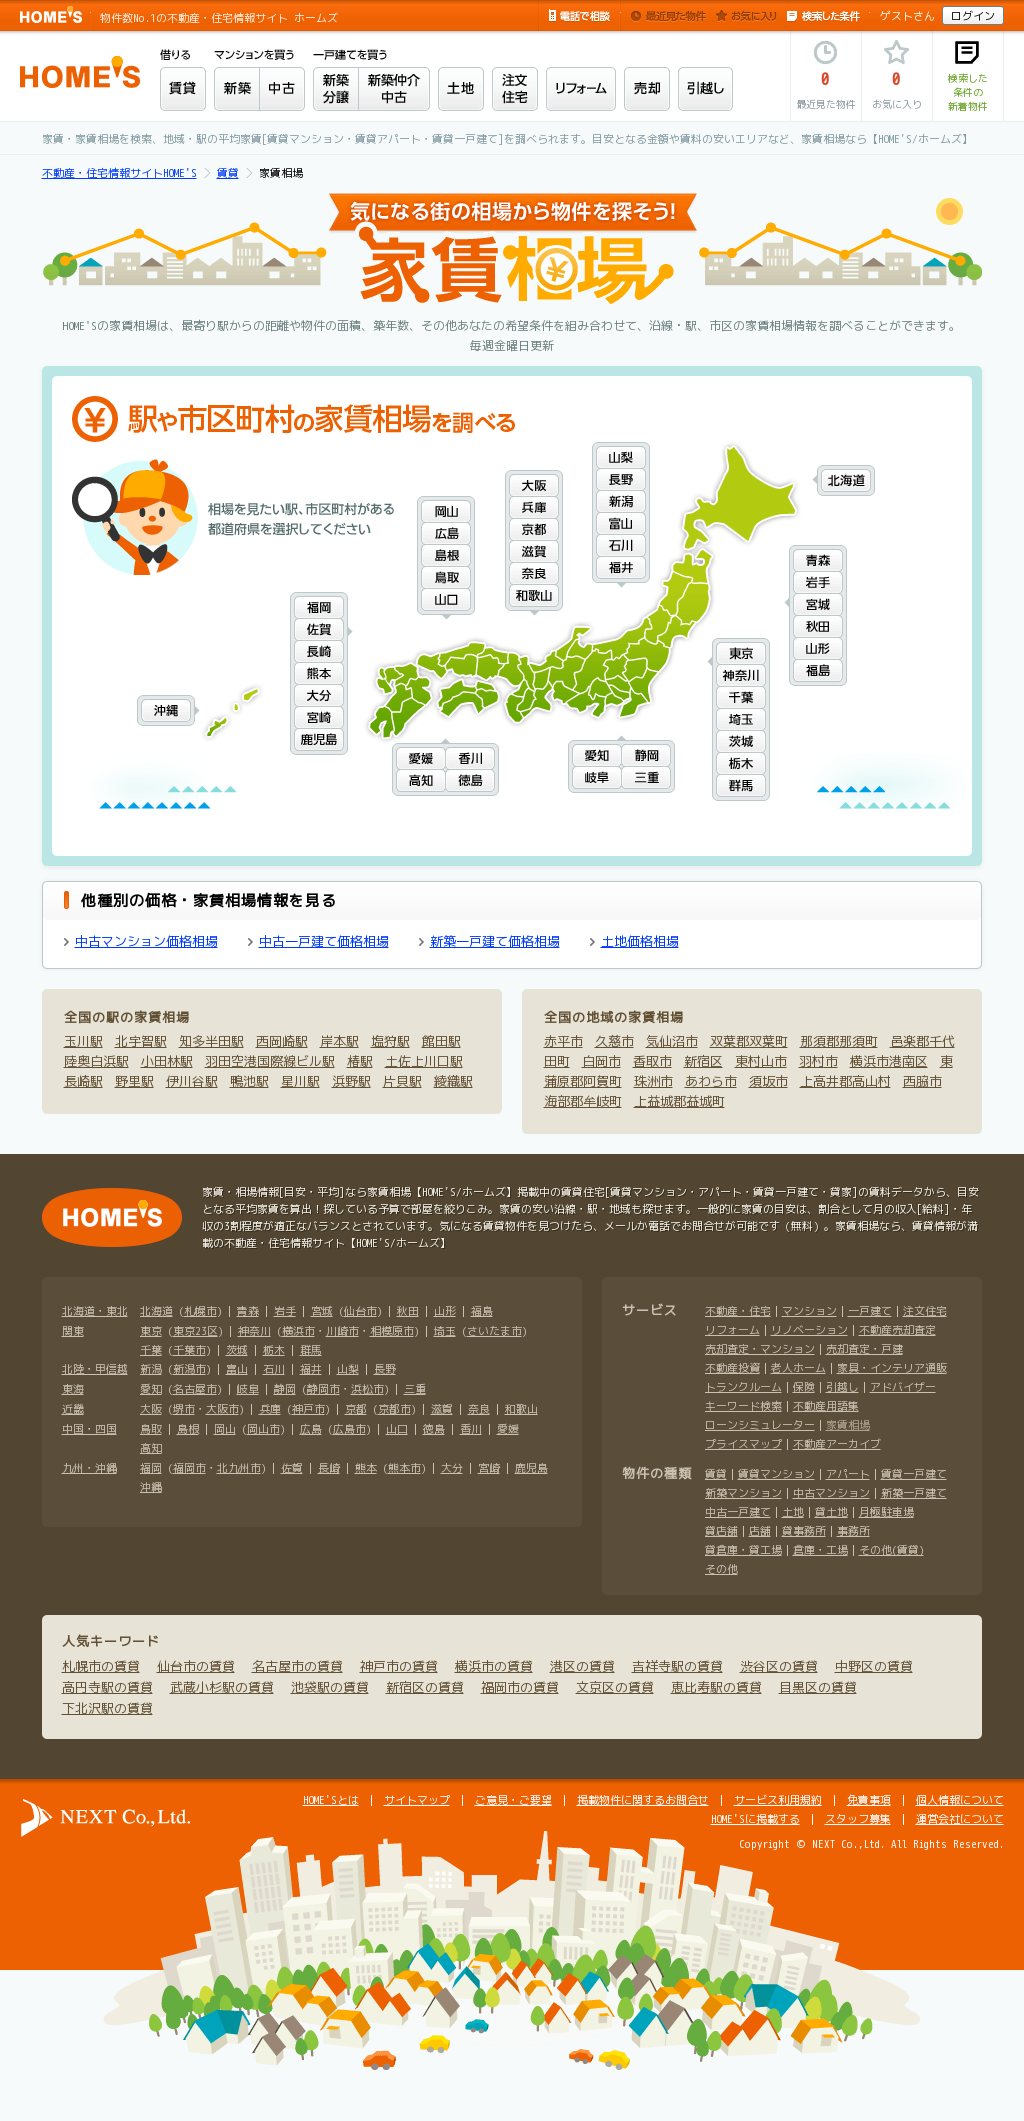 HOME'S 物件数No.1の不動産・住宅情報サイト ホームズ
電話で相談 最近見た物件 お気に入り 検索した条件 ゲストさん ログイン
HOME'S
借りる マンションを買う 一戸建てを買う
賃貸 新築 中古 新築分譲 新築仲介中古 土地 注文住宅 リフォーム 売却 引越し
0 最近見た物件
0 お気に入り
検索した条件の新着物件
家賃・家賃相場を検索、地域・駅の平均家賃[賃貸マンション・賃貸アパート・賃貸一戸建て]を調べられます。目安となる金額や賃料の安いエリアなど、家賃相場なら【HOME'S/ホームズ】
不動産・住宅情報サイトHOME'S 賃貸 家賃相場
気になる街の相場から物件を探そう!
家賃相場
HOME'Sの家賃相場は、最寄り駅からの距離や物件の面積、築年数、その他あなたの希望条件を組み合わせて、沿線・駅、市区の家賃相場情報を調べることができます。
毎週金曜日更新
駅や市区町村の家賃相場を調べる
相場を見たい駅、市区町村がある
都道府県を選択してください
北海道
青森
岩手
宮城
秋田
山形
福島
山梨
長野
新潟
富山
石川
福井
大阪
兵庫
京都
滋賀
奈良
和歌山
岡山
広島
島根
鳥取
山口
福岡
佐賀
長崎
熊本
大分
宮崎
鹿児島
沖縄
東京
神奈川
千葉
埼玉
茨城
栃木
群馬
愛媛 香川
高知 徳島
愛知 静岡
岐阜 三重
他種別の価格・家賃相場情報を見る
中古マンション価格相場 中古一戸建て価格相場 新築一戸建て価格相場 土地価格相場
全国の駅の家賃相場
玉川駅 北宇智駅 知多半田駅 西岡崎駅 岸本駅 塩狩駅 館田駅
陸奥白浜駅 小田林駅 羽田空港国際線ビル駅 椿駅 土佐上川口駅
長崎駅 野里駅 伊川谷駅 鴨池駅 星川駅 浜野駅 片貝駅 綾織駅
全国の地域の家賃相場
赤平市 久慈市 気仙沼市 双葉郡双葉町 那須郡那須町 邑楽郡千代
田町 白岡市 香取市 新宿区 東村山市 羽村市 横浜市港南区 東
蒲原郡阿賀町 珠洲市 あわら市 須坂市 上高井郡高山村 西脇市
海部郡牟岐町 上益城郡益城町
HOME'S
家賃・相場情報[目安・平均]なら家賃相場【HOME'S/ホームズ】掲載中の賃貸住宅[賃貸マンション・アパート・賃貸一戸建て・貸家]の賃料データから、目安
となる平均家賃を算出！探している予算で部屋を絞りこみ。家賃の安い沿線・駅・地域も探せます。一般的に家賃の目安は、割合として月の収入[給料]・年
収の3割程度が適正なバランスとされています。気になる賃貸物件を見つけたら、メールか電話でお問合せが可能です（無料）。家賃相場なら、賃貸情報が満
載の不動産・住宅情報サイト【HOME'S/ホームズ】
北海道・東北 北海道 (札幌市) | 青森 | 岩手 | 宮城 (仙台市) | 秋田 | 山形 | 福島
関東 東京 (東京23区) | 神奈川 (横浜市・川崎市・相模原市) | 埼玉 (さいたま市)
千葉 (千葉市) | 茨城 | 栃木 | 群馬
北陸・甲信越 新潟 (新潟市) | 富山 | 石川 | 福井 | 山梨 | 長野
東海 愛知 (名古屋市) | 岐阜 | 静岡 (静岡市・浜松市) | 三重
近畿 大阪 (堺市・大阪市) | 兵庫 (神戸市) | 京都 (京都市) | 滋賀 | 奈良 | 和歌山
中国・四国 鳥取 | 島根 | 岡山 (岡山市) | 広島 (広島市) | 山口 | 徳島 | 香川 | 愛媛
高知
九州・沖縄 福岡 (福岡市・北九州市) | 佐賀 | 長崎 | 熊本 (熊本市) | 大分 | 宮崎 | 鹿児島
沖縄
サービス 不動産・住宅 | マンション | 一戸建て | 注文住宅
リフォーム | リノベーション | 不動産売却査定
売却査定・マンション | 売却査定・戸建
不動産投資 | 老人ホーム | 家具・インテリア通販
トランクルーム | 保険 | 引越し | アドバイザー
キーワード検索 | 不動産用語集
ローンシミュレーター | 家賃相場
プライスマップ | 不動産アーカイブ
物件の種類 賃貸 | 賃貸マンション | アパート | 賃貸一戸建て
新築マンション | 中古マンション | 新築一戸建て
中古一戸建て | 土地 | 貸土地 | 月極駐車場
貸店舗 | 店舗 | 貸事務所 | 事務所
貸倉庫・貸工場 | 倉庫・工場 | その他(賃貸)
その他
人気キーワード
札幌市の賃貸 仙台市の賃貸 名古屋市の賃貸 神戸市の賃貸 横浜市の賃貸 港区の賃貸 吉祥寺駅の賃貸 渋谷区の賃貸 中野区の賃貸
高円寺駅の賃貸 武蔵小杉駅の賃貸 池袋駅の賃貸 新宿区の賃貸 福岡市の賃貸 文京区の賃貸 恵比寿駅の賃貸 目黒区の賃貸
下北沢駅の賃貸
NEXT Co.,Ltd.
HOME'Sとは | サイトマップ | ご意見・ご要望 | 掲載物件に関するお問合せ | サービス利用規約 | 免責事項 | 個人情報について
HOME'Sに掲載する | スタッフ募集 | 運営会社について
Copyright © NEXT Co.,Ltd. All Rights Reserved.